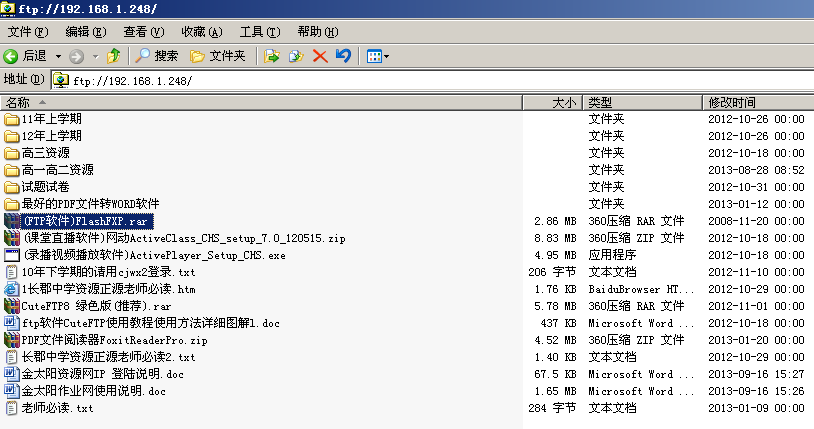 ftp://192.168.1.248/
文件(F) 编辑(E) 查看(V) 收藏(A) 工具(T) 帮助(H)
后退 搜索 文件夹
地址(D) ftp://192.168.1.248/
名称 大小 类型 修改时间
11年上学期 文件夹 2012-10-26 00:00
12年上学期 文件夹 2012-10-26 00:00
高三资源 文件夹 2012-10-18 00:00
高一高二资源 文件夹 2013-08-28 08:52
试题试卷 文件夹 2012-10-31 00:00
最好的PDF文件转WORD软件 文件夹 2013-01-12 00:00
(FTP软件)FlashFXP.rar 2.86 MB 360压缩 RAR 文件 2008-11-20 00:00
(课堂直播软件)网动ActiveClass_CHS_setup_7.0_120515.zip 8.83 MB 360压缩 ZIP 文件 2012-10-18 00:00
(录播视频播放软件)ActivePlayer_Setup_CHS.exe 4.95 MB 应用程序 2012-10-18 00:00
10年下学期的请用cjwx2登录.txt 206 字节 文本文档 2012-11-10 00:00
1长郡中学资源正源老师必读.htm 1.76 KB BaiduBrowser HT... 2012-10-29 00:00
CuteFTP8 绿色版(推荐).rar 5.78 MB 360压缩 RAR 文件 2012-11-01 00:00
ftp软件CuteFTP使用教程使用方法详细图解1.doc 437 KB Microsoft Word ... 2012-10-18 00:00
PDF文件阅读器FoxitReaderPro.zip 4.52 MB 360压缩 ZIP 文件 2013-01-20 00:00
长郡中学资源正源老师必读2.txt 1.40 KB 文本文档 2012-10-29 00:00
金太阳资源网IP 登陆说明.doc 67.5 KB Microsoft Word ... 2013-09-16 15:27
金太阳作业网使用说明.doc 1.65 MB Microsoft Word ... 2013-09-16 15:26
老师必读.txt 284 字节 文本文档 2013-01-09 00:00